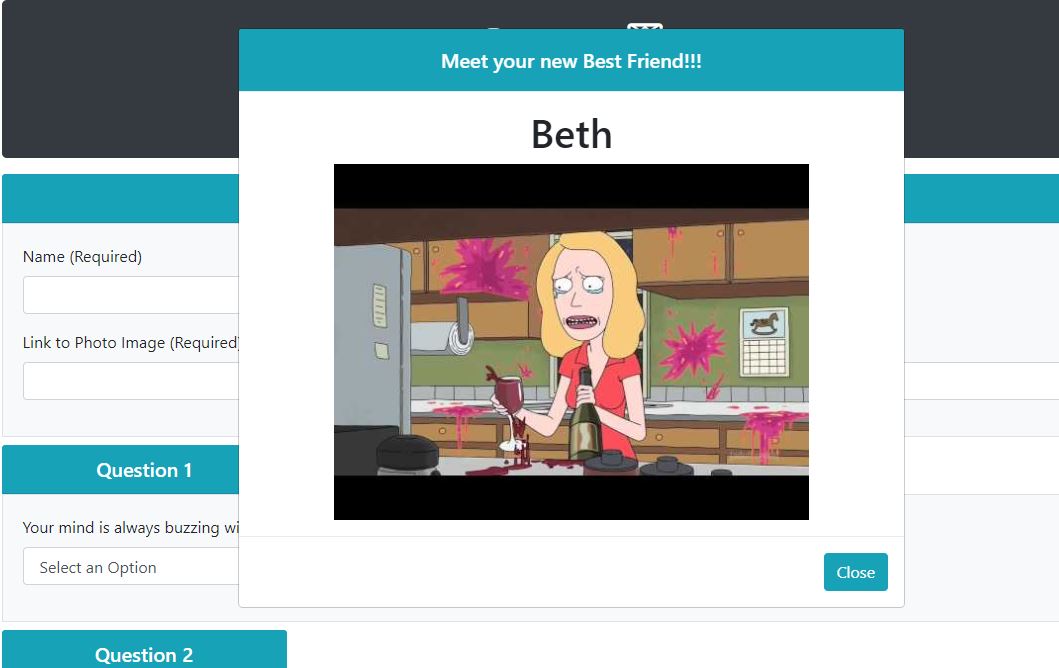 Meet your new Best Friend!!!
Beth
Name (Required)
Link to Photo Image (Required)
Question 1
Your mind is always buzzing wi
Select an Option
Close
Question 2